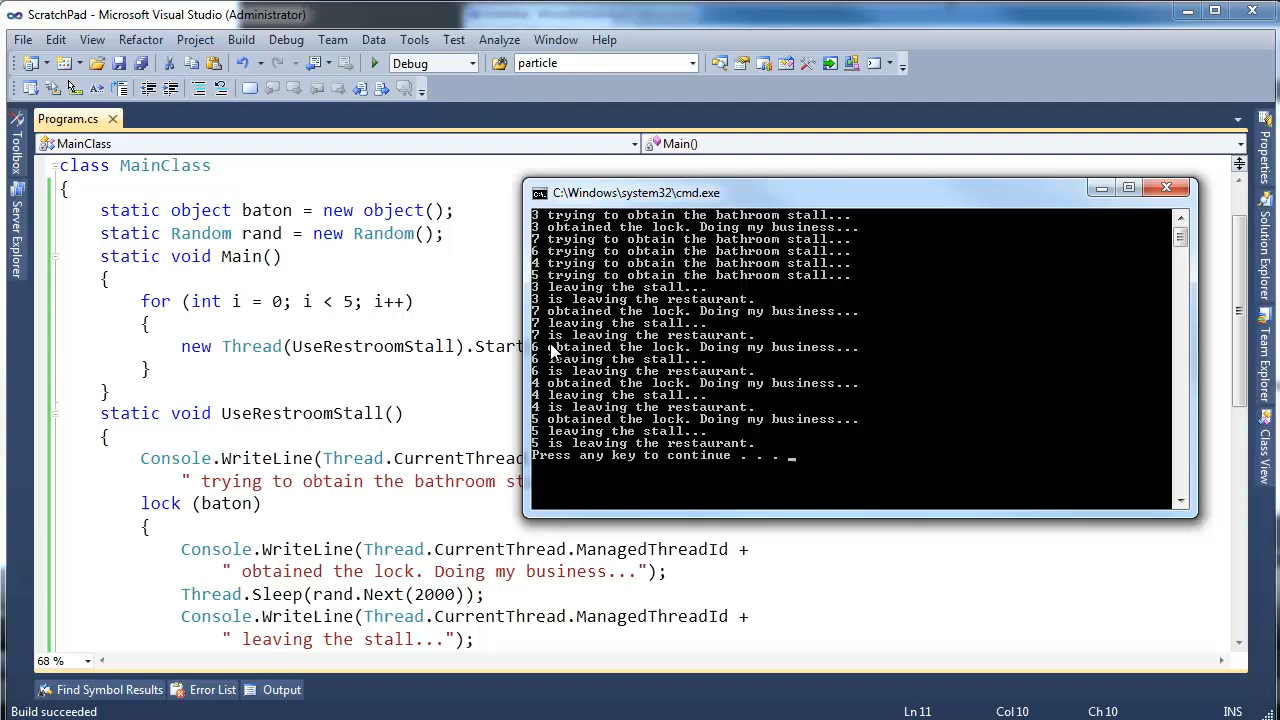 ScratchPad - Microsoft Visual Studio (Administrator)
File Edit View Refactor Project Build Debug Team Data Tools Test Analyze Window Help
Debug particle
Program.cs
MainClass Main()
Toolbox
Server Explorer
class MainClass
{
static object baton = new object();
static Random rand = new Random();
static void Main()
{
for (int i = 0; i < 5; i++)
{
new Thread(UseRestroomStall).Start
}
}
static void UseRestroomStall()
{
Console.WriteLine(Thread.CurrentThread
" trying to obtain the bathroom st
lock (baton)
{
Console.WriteLine(Thread.CurrentThread.ManagedThreadId +
" obtained the lock. Doing my business...");
Thread.Sleep(rand.Next(2000));
Console.WriteLine(Thread.CurrentThread.ManagedThreadId +
" leaving the stall...");
C:\Windows\system32\cmd.exe
3 trying to obtain the bathroom stall...
3 obtained the lock. Doing my business...
7 trying to obtain the bathroom stall...
6 trying to obtain the bathroom stall...
4 trying to obtain the bathroom stall...
5 trying to obtain the bathroom stall...
3 leaving the stall...
3 is leaving the restaurant.
7 obtained the lock. Doing my business...
7 leaving the stall...
7 is leaving the restaurant.
6 obtained the lock. Doing my business...
6 leaving the stall...
6 is leaving the restaurant.
4 obtained the lock. Doing my business...
4 leaving the stall...
4 is leaving the restaurant.
5 obtained the lock. Doing my business...
5 leaving the stall...
5 is leaving the restaurant.
Press any key to continue . . . _
Properties
Solution Explorer
Team Explorer
Class View
68 %
Find Symbol Results Error List Output
Build succeeded Ln 11 Col 10 Ch 10 INS